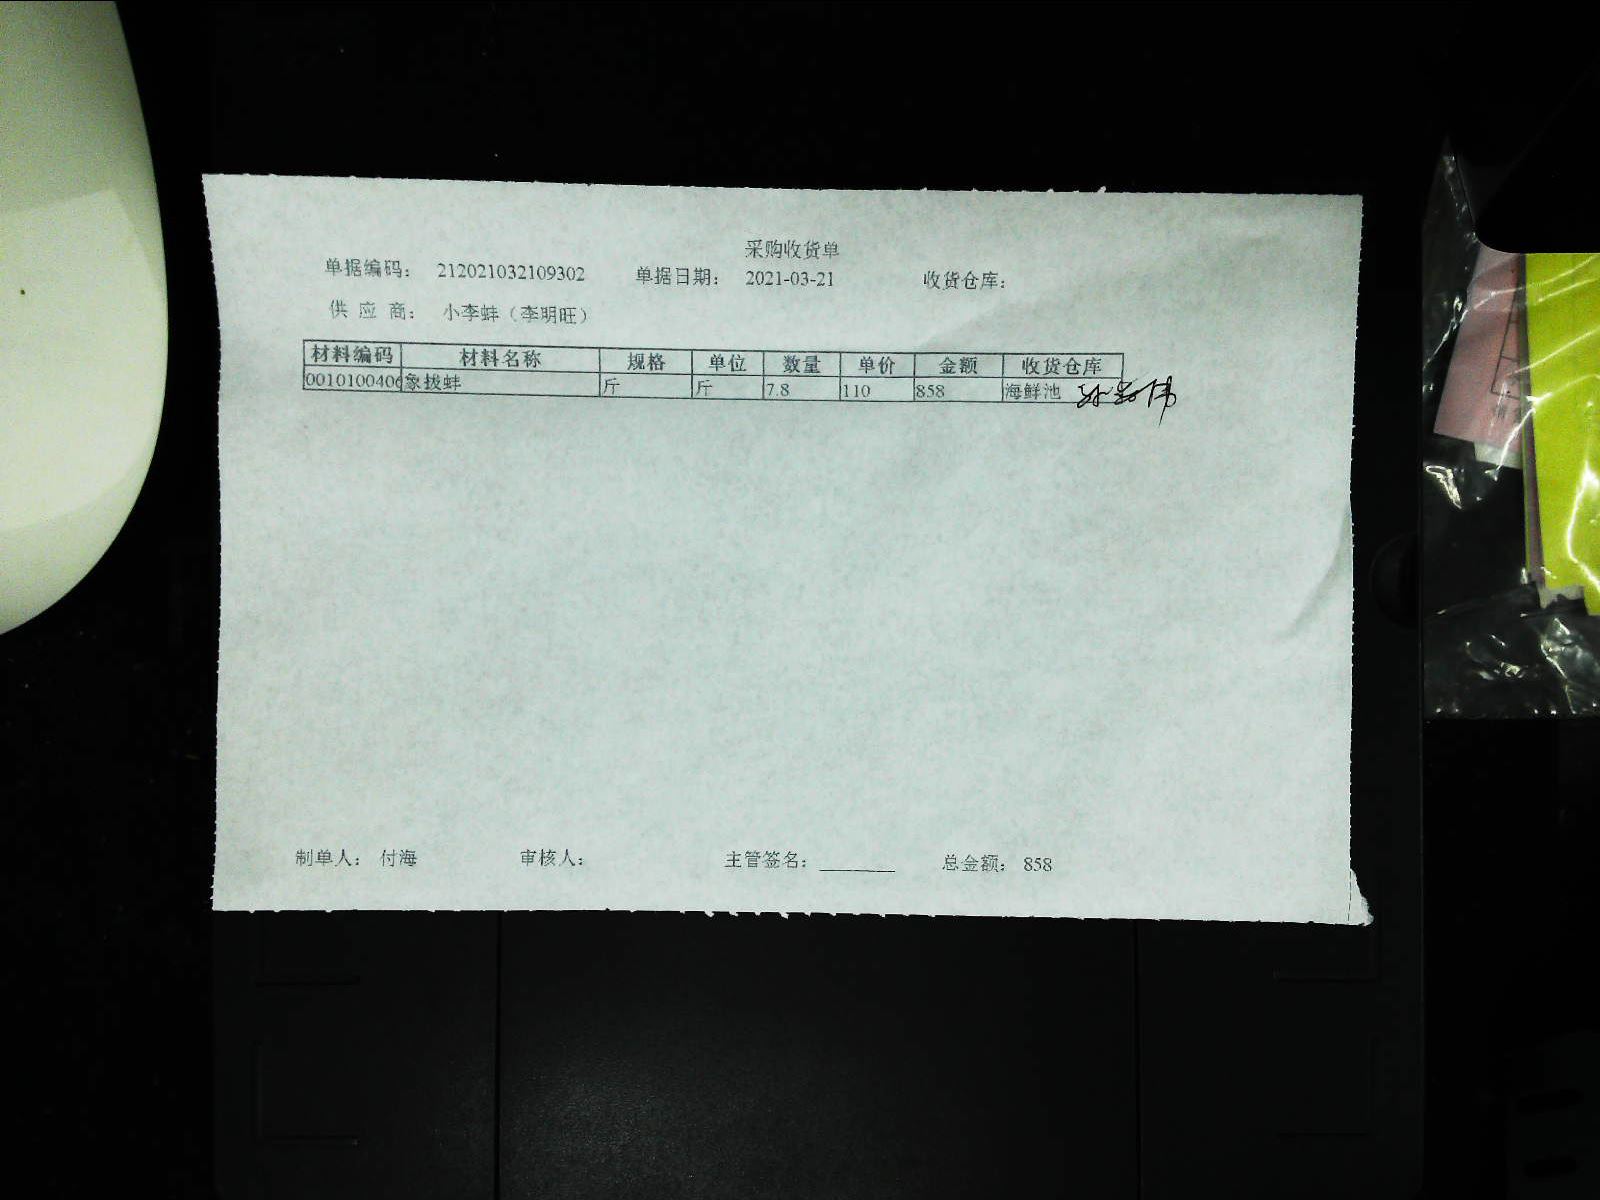 采购收货单
单据编码: 212021032109302 单据日期: 2021-03-21 收货仓库:
供 应 商: 小李蚌（李明旺）
材料编码 材料名称 规格 单位 数量 单价 金额 收货仓库
0010100406 象拔蚌 斤 斤 7.8 110 858 海鲜池
制单人: 付海 审核人: 主管签名: ________ 总金额: 858